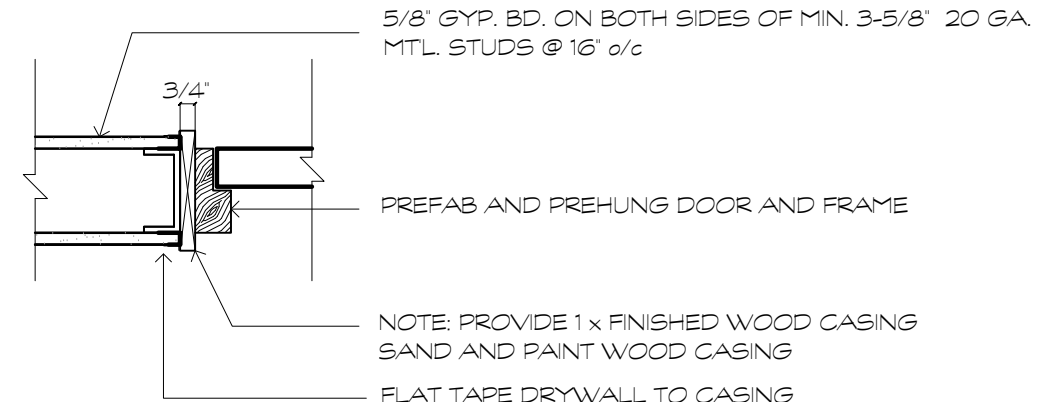 5/8" GYP. BD. ON BOTH SIDES OF MIN. 3-5/8" 20 GA.
MTL. STUDS @ 16" o/c
3/4"
PREFAB AND PREHUNG DOOR AND FRAME
NOTE: PROVIDE 1 x FINISHED WOOD CASING
SAND AND PAINT WOOD CASING
FLAT TAPE DRYWALL TO CASING